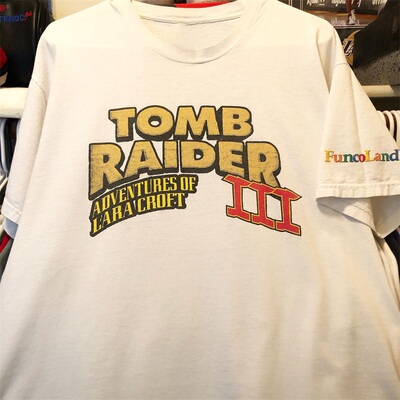 TOMB
RAIDER
III
ADVENTURES OF
LARA CROFT
FuncoLand